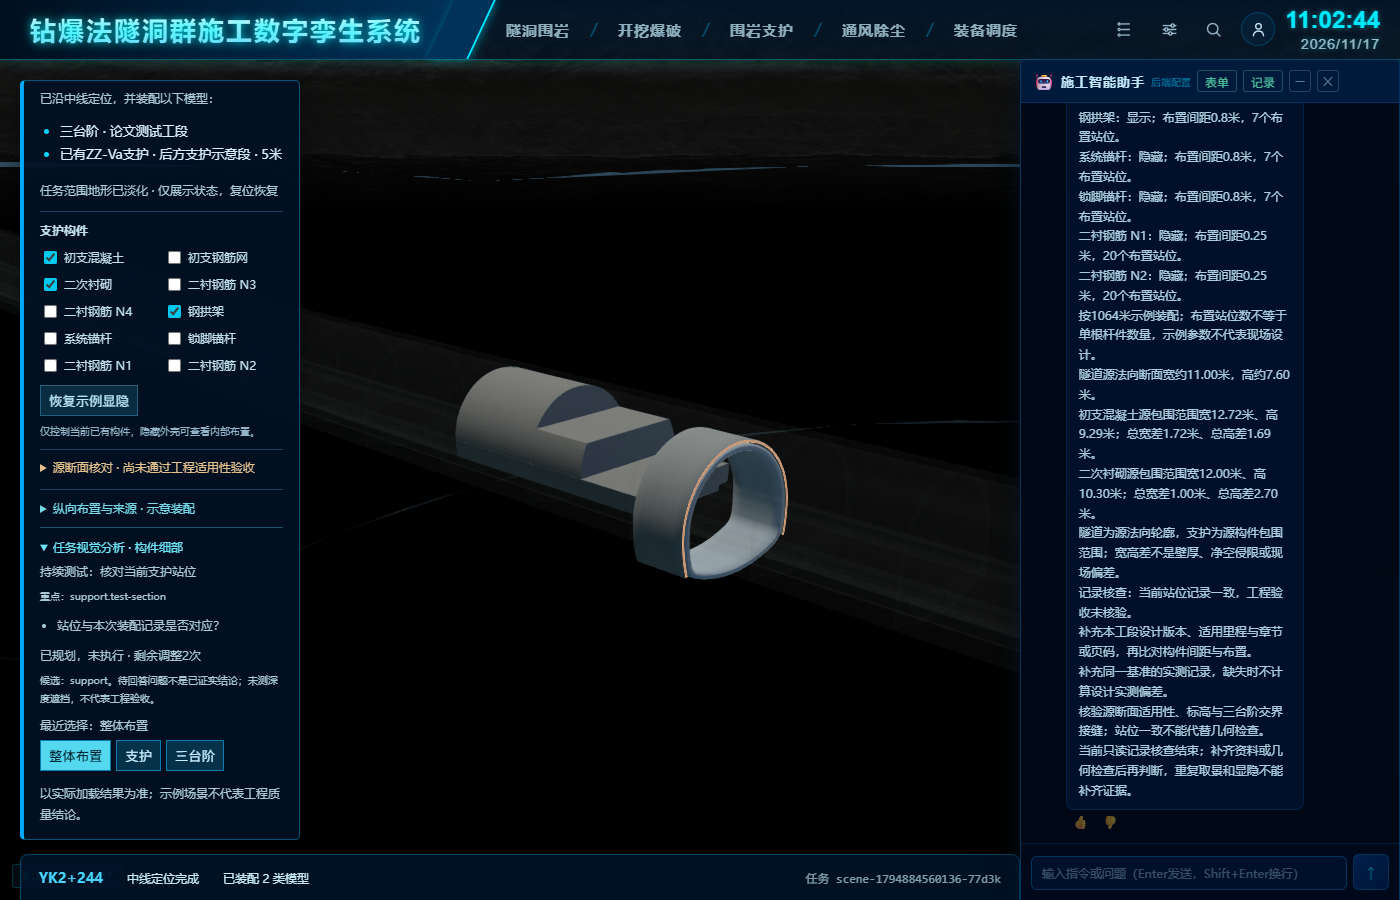 钻爆法隧洞群施工数字孪生系统
隧洞围岩 / 开挖爆破 / 围岩支护 / 通风除尘 / 装备调度
11:02:44
2026/11/17
已沿中线定位，并装配以下模型：
三台阶 · 论文测试工段
已有ZZ-Va支护 · 后方支护示意段 · 5米
任务范围地形已淡化 · 仅展示状态，复位恢复
支护构件
初支混凝土 初支钢筋网
二次衬砌 二衬钢筋 N3
二衬钢筋 N4 钢拱架
系统锚杆 锁脚锚杆
二衬钢筋 N1 二衬钢筋 N2
恢复示例显隐
仅控制当前已有构件，隐藏外壳可查看内部布置。
源断面核对 · 尚未通过工程适用性验收
纵向布置与来源 · 示意装配
任务视觉分析 · 构件细部
持续测试：核对当前支护站位
重点：support.test-section
站位与本次装配记录是否对应？
已规划，未执行 · 剩余调整2次
候选：support。待回答问题不是已证实结论；未测深
度遮挡，不代表工程验收。
最近选择：整体布置
整体布置 支护 三台阶
以实际加载结果为准；示例场景不代表工程质
量结论。
YK2+244 中线定位完成 已装配 2 类模型 任务 scene-1794884560136-77d3k
施工智能助手 后端配置 表单 记录
钢拱架：显示；布置间距0.8米，7个布
置站位。
系统锚杆：隐藏；布置间距0.8米，7个
布置站位。
锁脚锚杆：隐藏；布置间距0.8米，7个
布置站位。
二衬钢筋 N1：隐藏；布置间距0.25
米，20个布置站位。
二衬钢筋 N2：隐藏；布置间距0.25
米，20个布置站位。
按1064米示例装配；布置站位数不等于
单根杆件数量，示例参数不代表现场设
计。
隧道源法向断面宽约11.00米，高约7.60
米。
初支混凝土源包围范围宽12.72米、高
9.29米；总宽差1.72米、总高差1.69
米。
二次衬砌源包围范围宽12.00米、高
10.30米；总宽差1.00米、总高差2.70
米。
隧道为源法向轮廓，支护为源构件包围
范围；宽高差不是壁厚、净空侵限或现
场偏差。
记录核查：当前站位记录一致，工程验
收未核验。
补充本工段设计版本、适用里程与章节
或页码，再比对构件间距与布置。
补充同一基准的实测记录，缺失时不计
算设计实测偏差。
核验源断面适用性、标高与三台阶交界
接缝；站位一致不能代替几何检查。
当前只读记录核查结束；补齐资料或几
何检查后再判断，重复取景和显隐不能
补齐证据。
输入指令或问题（Enter发送，Shift+Enter换行）